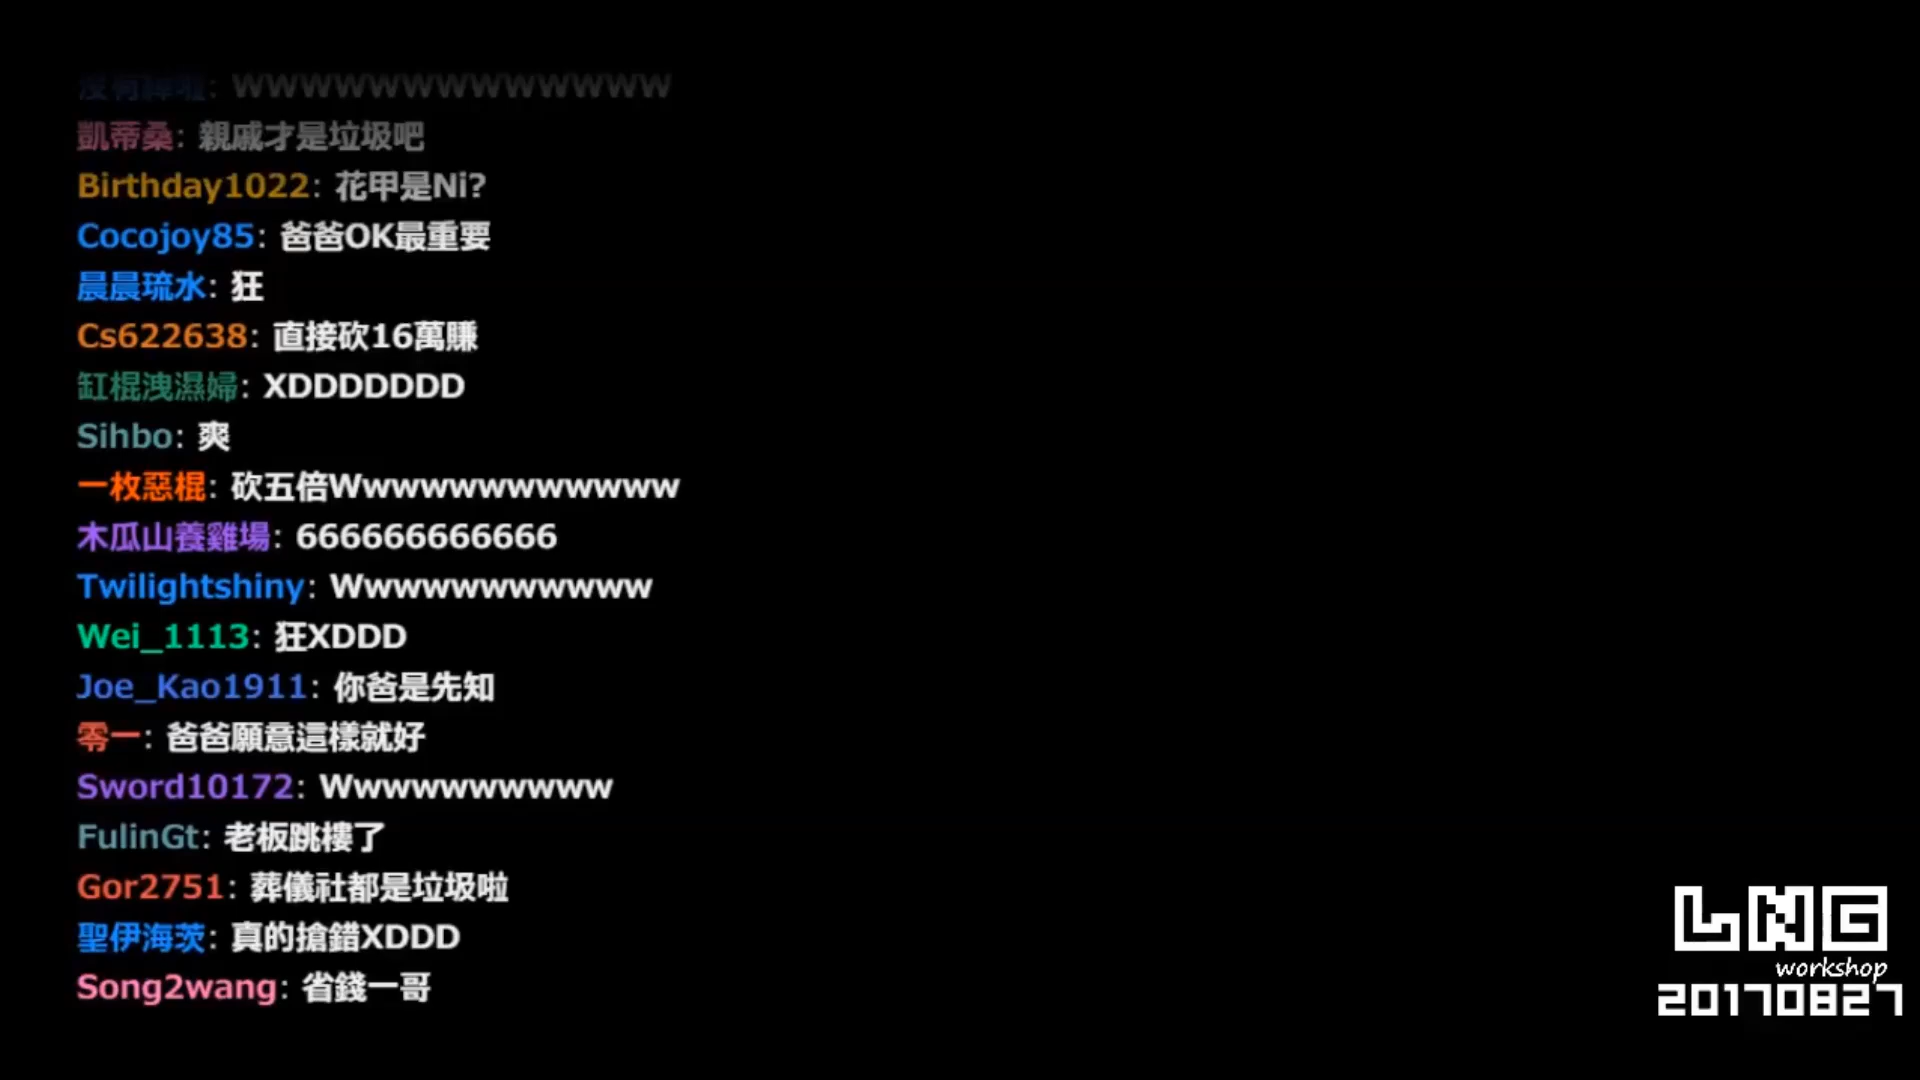 : WWWWWWWWWWWWW
凱蒂桑: 親戚才是垃圾吧
Birthday1022: 花甲是Ni?
Cocojoy85: 爸爸OK最重要
晨晨琉水: 狂
Cs622638: 直接砍16萬賺
缸棍洩濕婦: XDDDDDDD
Sihbo: 爽
一枚惡棍: 砍五倍Wwwwwwwwwwww
木瓜山養雞場: 666666666666
Twilightshiny: Wwwwwwwwwww
Wei_1113: 狂XDDD
Joe_Kao1911: 你爸是先知
零一: 爸爸願意這樣就好
Sword10172: Wwwwwwwwww
FulinGt: 老板跳樓了
Gor2751: 葬儀社都是垃圾啦
聖伊海茨: 真的搶錯XDDD
Song2wang: 省錢一哥
LNG
workshop
20170827